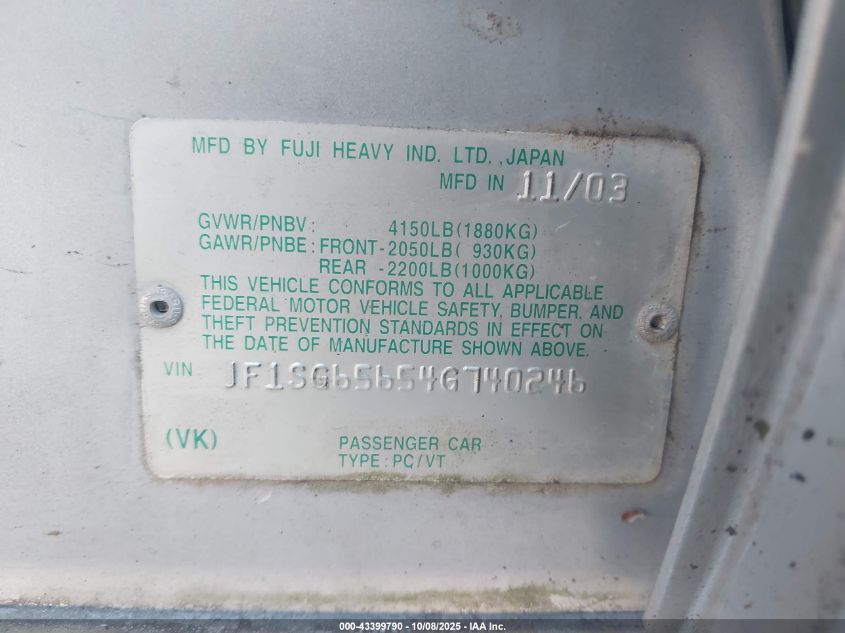 MFD BY FUJI HEAVY IND. LTD., JAPAN
MFD IN 11/03
GVWR/PNBV: 4150LB(1880KG)
GAWR/PNBE: FRONT-2050LB( 930KG)
REAR -2200LB(1000KG)
THIS VEHICLE CONFORMS TO ALL APPLICABLE
FEDERAL MOTOR VEHICLE SAFETY, BUMPER, AND
THEFT PREVENTION STANDARDS IN EFFECT ON
THE DATE OF MANUFACTURE SHOWN ABOVE.
VIN JF1SG65654G740246
(VK) PASSENGER CAR
TYPE: PC/VT
000-43399790 - 10/08/2025 - IAA Inc.